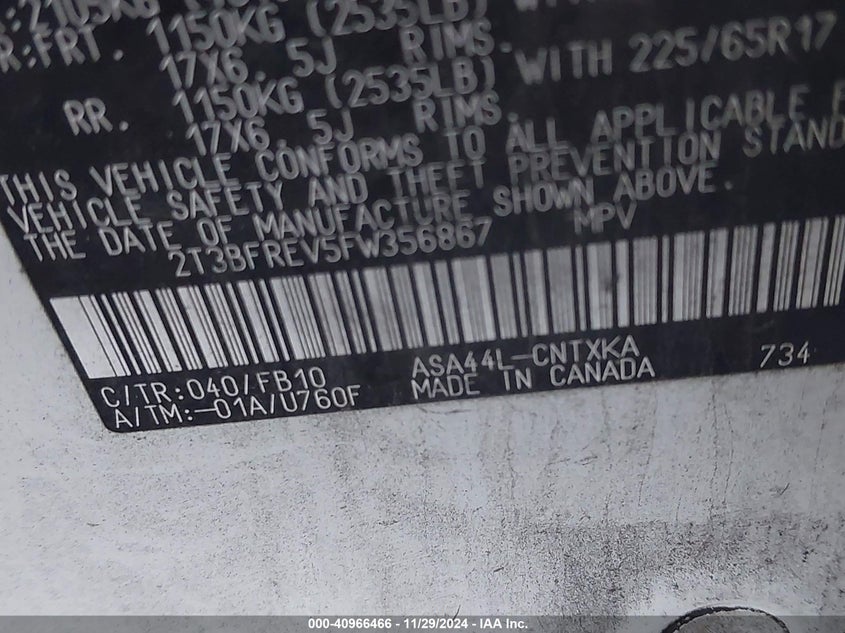 2105KG
R:FRT. 1150KG (2535LB) WITH 225/65R17
17X6. 5J RIMS.
RR. 1150KG (2535LB) WITH 225/65R17
17X6. 5J RIMS.
THIS VEHICLE CONFORMS TO ALL APPLICABLE F
VEHICLE SAFETY AND THEFT PREVENTION STAND
THE DATE OF MANUFACTURE SHOWN ABOVE.
2T3BFREV5FW356867 MPV
C/TR:040/FB10 ASA44L-CNTXKA 734
A/TM:-01A/U760F MADE IN CANADA
000-40966466 - 11/29/2024 - IAA Inc.